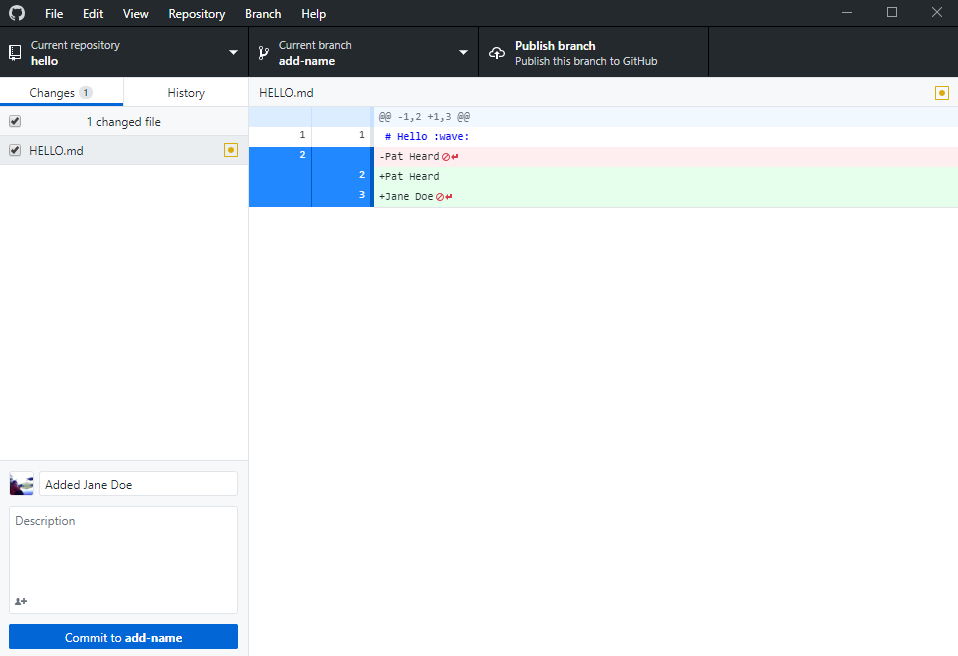 File Edit View Repository Branch Help
Current repository
hello
Current branch
add-name
Publish branch
Publish this branch to GitHub
Changes 1
History
HELLO.md
1 changed file
HELLO.md
@@ -1,2 +1,3 @@
1 1 # Hello :wave:
2 -Pat Heard
2 +Pat Heard
3 +Jane Doe
Added Jane Doe
Description
Commit to add-name